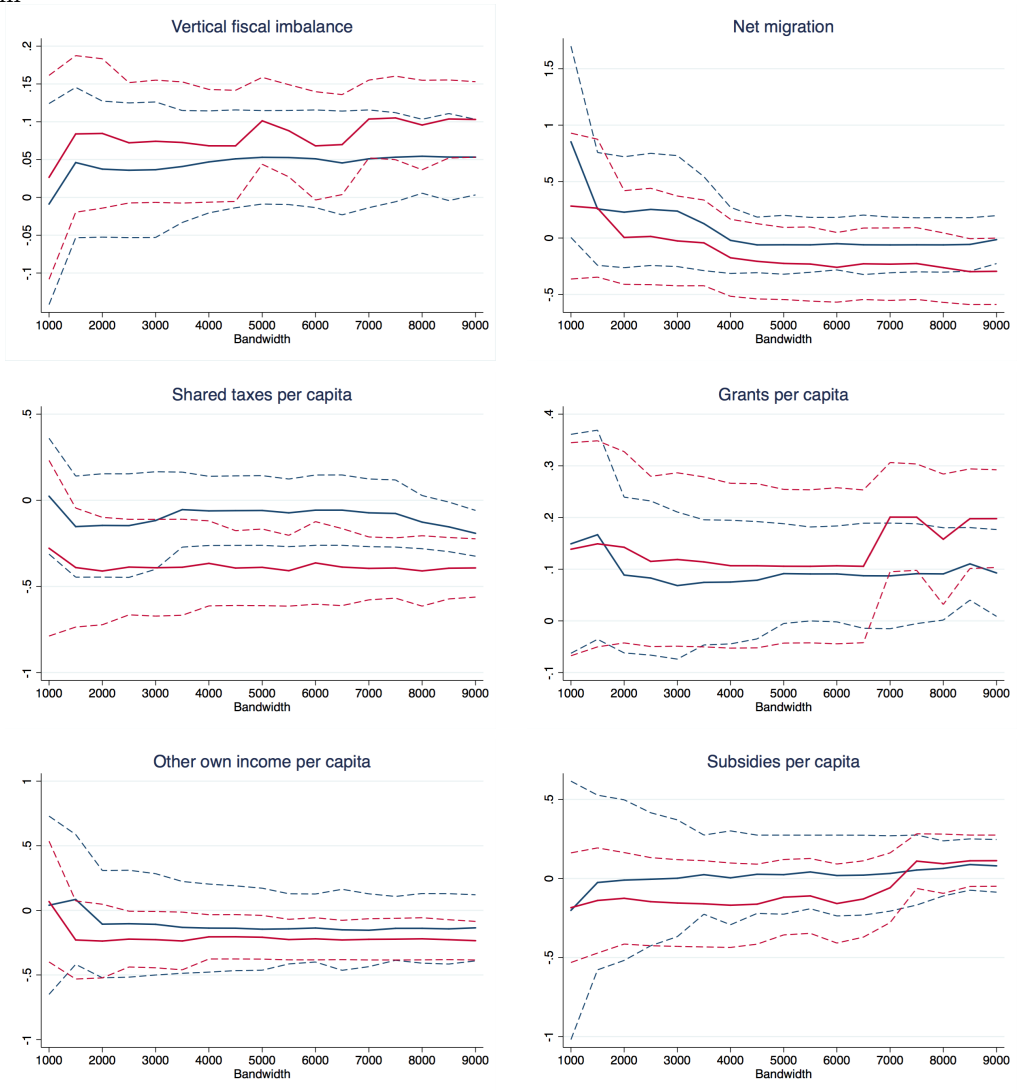 Vertical fiscal imbalance
.2
.15
.1
.05
0
-.05
-.1
1000 2000 3000 4000 5000 6000 7000 8000 9000
Bandwidth
Net migration
1.5
1
.5
0
-.5
1000 2000 3000 4000 5000 6000 7000 8000 9000
Bandwidth
Shared taxes per capita
.5
0
-.5
-1
1000 2000 3000 4000 5000 6000 7000 8000 9000
Bandwidth
Grants per capita
.4
.3
.2
.1
0
-.1
1000 2000 3000 4000 5000 6000 7000 8000 9000
Bandwidth
Other own income per capita
1
.5
0
-.5
-1
1000 2000 3000 4000 5000 6000 7000 8000 9000
Bandwidth
Subsidies per capita
.5
0
-.5
-1
1000 2000 3000 4000 5000 6000 7000 8000 9000
Bandwidth